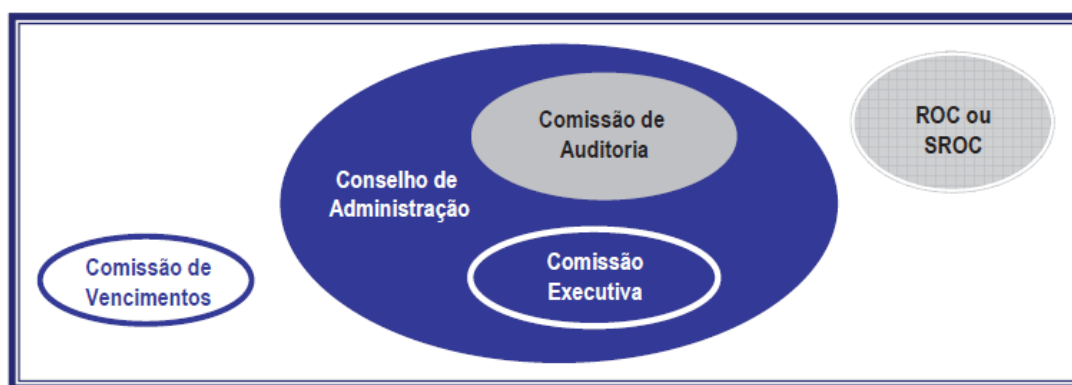 Comissão de
Auditoria
ROC ou
SROC
Conselho de
Administração
Comissão de
Vencimentos
Comissão
Executiva